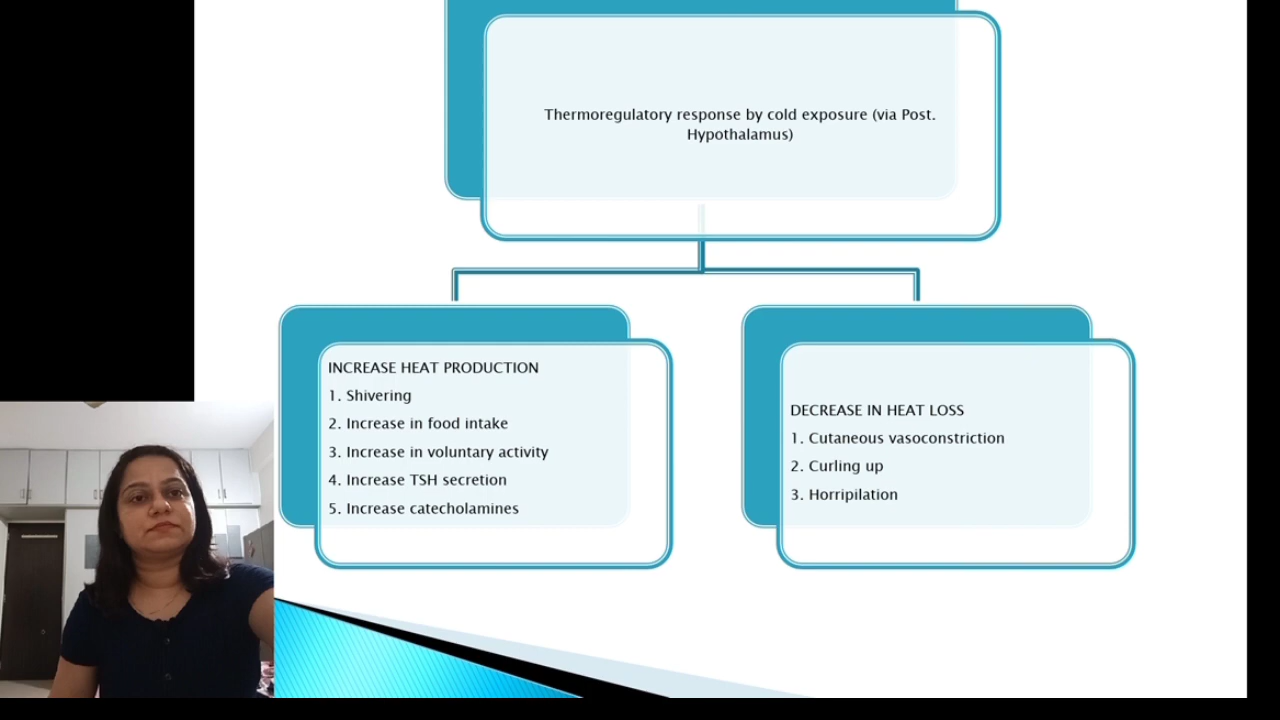 Thermoregulatory response by cold exposure (via Post.
Hypothalamus)
INCREASE HEAT PRODUCTION
1. Shivering
2. Increase in food intake
3. Increase in voluntary activity
4. Increase TSH secretion
5. Increase catecholamines
DECREASE IN HEAT LOSS
1. Cutaneous vasoconstriction
2. Curling up
3. Horripilation